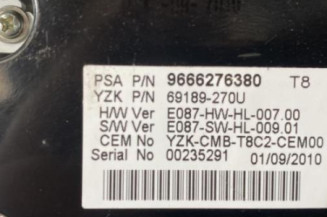 PSA P/N 9666276380 T8
YZK P/N 69189-270U
H/W Ver E087-HW-HL-007.00
S/W Ver E087-SW-HL-009.01
CEM No YZK-CMB-T8C2-CEM00
Serial No 00235291 01/09/2010